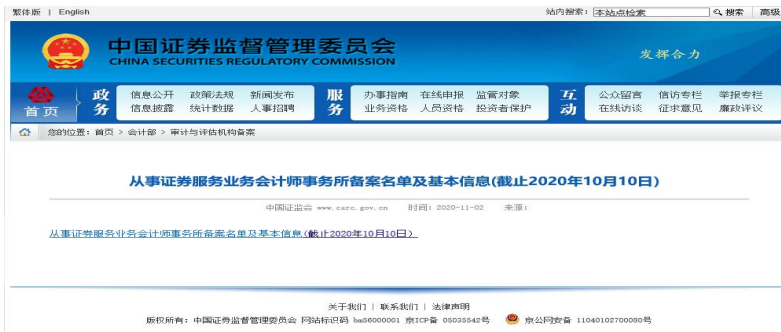 繁体版 | English 站内搜索: 本站点检索 搜索 高级
中国证券监督管理委员会
CHINA SECURITIES REGULATORY COMMISSION
发挥合力
首页 政务 信息公开 政策法规 新闻发布 服务 办事指南 在线申报 监管对象 互动 公众留言 信访专栏 举报专栏
信息披露 统计数据 人事招聘 业务资格 人员资格 投资者保护 在线访谈 征求意见 廉政评议
您的位置: 首页 > 会计部 > 审计与评估机构备案
从事证券服务业务会计师事务所备案名单及基本信息(截止2020年10月10日)
中国证监会 www.csrc.gov.cn 时间: 2020-11-02 来源:
从事证券服务业务会计师事务所备案名单及基本信息(截止2020年10月10日)
关于我们 | 联系我们 | 法律声明
版权所有: 中国证券监督管理委员会 网站标识码 bm56000001 京ICP备 05035542号 京公网安备 11040102700080号